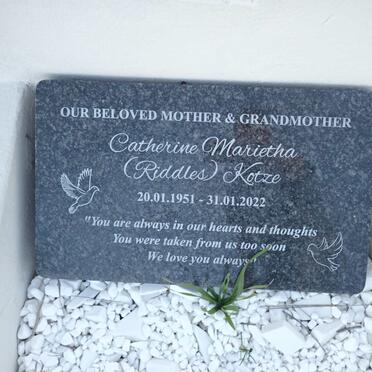 OUR BELOVED MOTHER & GRANDMOTHER
Catherine Marietha
(Riddles) Kotze
20.01.1951 - 31.01.2022
"You are always in our hearts and thoughts
You were taken from us too soon
We love you always"